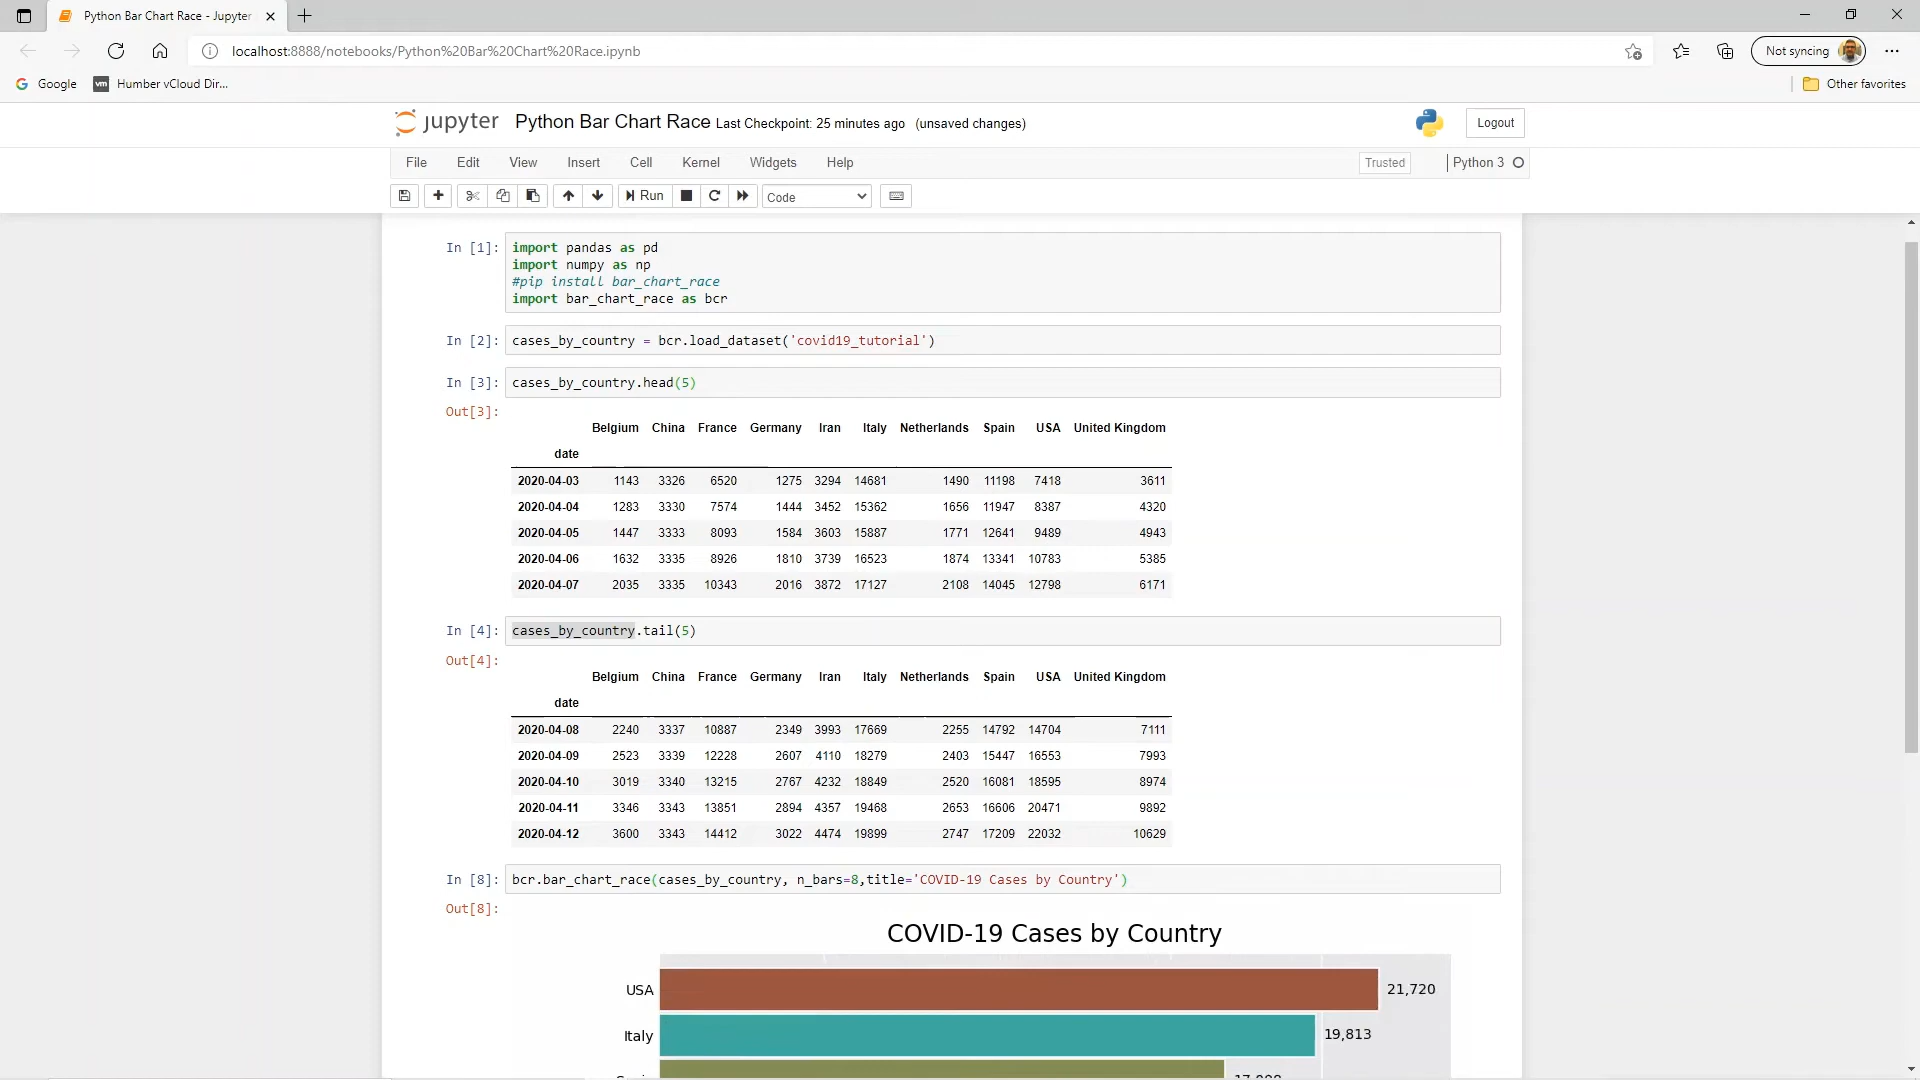 Python Bar Chart Race - Jupyter
localhost:8888/notebooks/Python%20Bar%20Chart%20Race.ipynb
Not syncing
Google
vm
Humber vCloud Dir...
Other favorites
jupyter Python Bar Chart Race Last Checkpoint: 25 minutes ago (unsaved changes)
Logout
File Edit View Insert Cell Kernel Widgets Help
Trusted
Python 3
Run
Code
In [1]: import pandas as pd
import numpy as np
#pip install bar_chart_race
import bar_chart_race as bcr
In [2]: cases_by_country = bcr.load_dataset('covid19_tutorial')
In [3]: cases_by_country.head(5)
Out[3]:
Belgium China France Germany Iran Italy Netherlands Spain USA United Kingdom
date
2020-04-03 1143 3326 6520 1275 3294 14681 1490 11198 7418 3611
2020-04-04 1283 3330 7574 1444 3452 15362 1656 11947 8387 4320
2020-04-05 1447 3333 8093 1584 3603 15887 1771 12641 9489 4943
2020-04-06 1632 3335 8926 1810 3739 16523 1874 13341 10783 5385
2020-04-07 2035 3335 10343 2016 3872 17127 2108 14045 12798 6171
In [4]: cases_by_country.tail(5)
Out[4]:
Belgium China France Germany Iran Italy Netherlands Spain USA United Kingdom
date
2020-04-08 2240 3337 10887 2349 3993 17669 2255 14792 14704 7111
2020-04-09 2523 3339 12228 2607 4110 18279 2403 15447 16553 7993
2020-04-10 3019 3340 13215 2767 4232 18849 2520 16081 18595 8974
2020-04-11 3346 3343 13851 2894 4357 19468 2653 16606 20471 9892
2020-04-12 3600 3343 14412 3022 4474 19899 2747 17209 22032 10629
In [8]: bcr.bar_chart_race(cases_by_country, n_bars=8,title='COVID-19 Cases by Country')
Out[8]:
COVID-19 Cases by Country
USA 21,720
Italy 19,813